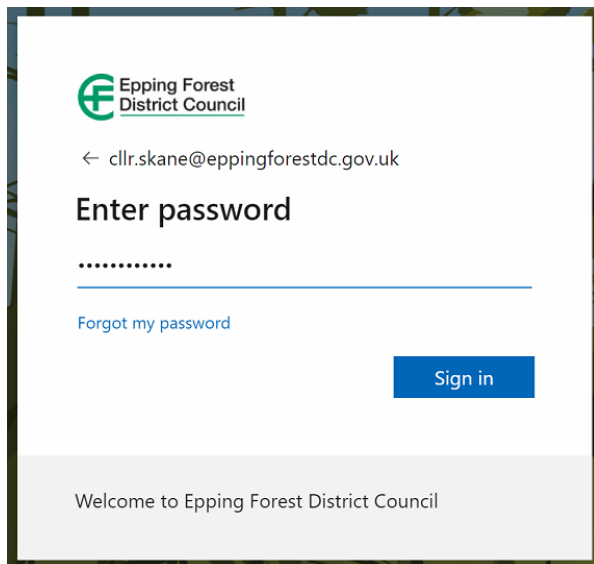 Epping Forest
District Council
← cllr.skane@eppingforestdc.gov.uk
Enter password
••••••••••••
Forgot my password
Sign in
Welcome to Epping Forest District Council